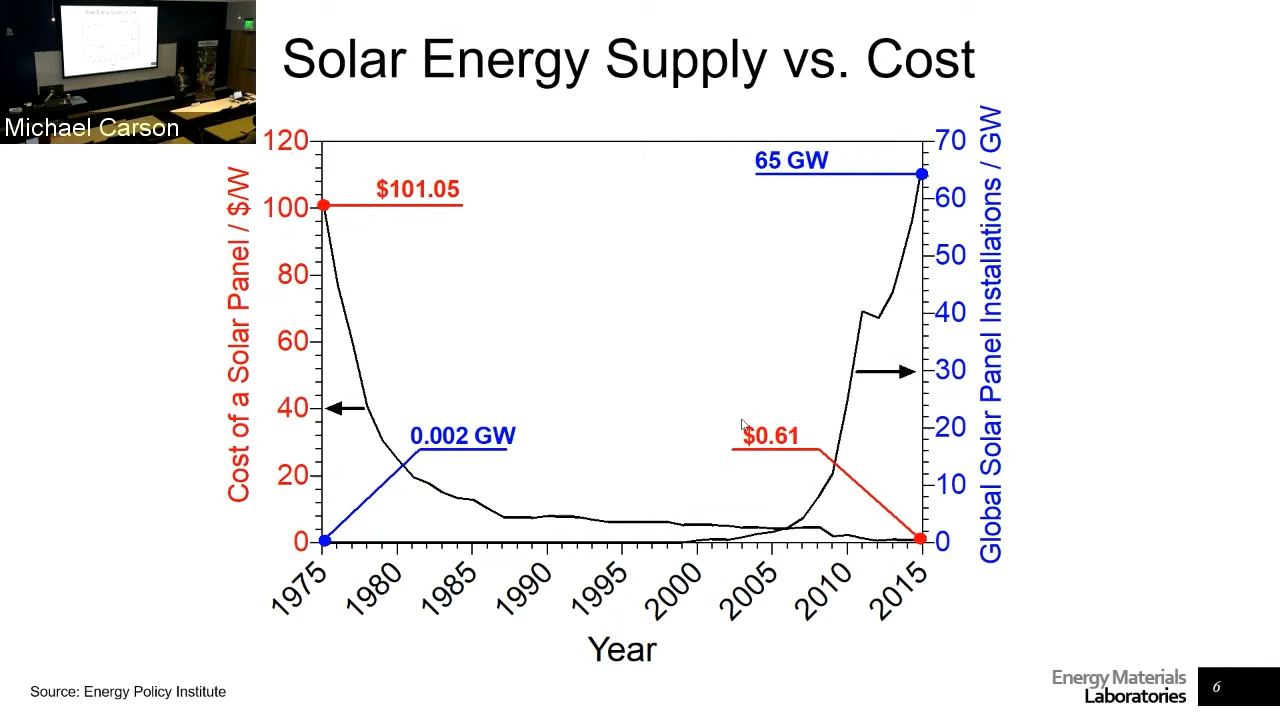 Solar Energy Supply vs. Cost
Michael Carson
Cost of a Solar Panel / $/W
120
100
80
60
40
20
0
$101.05
0.002 GW
65 GW
$0.61
70
60
50
40
30
20
10
0
Global Solar Panel Installations / GW
1975
1980
1985
1990
1995
2000
2005
2010
2015
Year
Source: Energy Policy Institute
Energy Materials
Laboratories
6